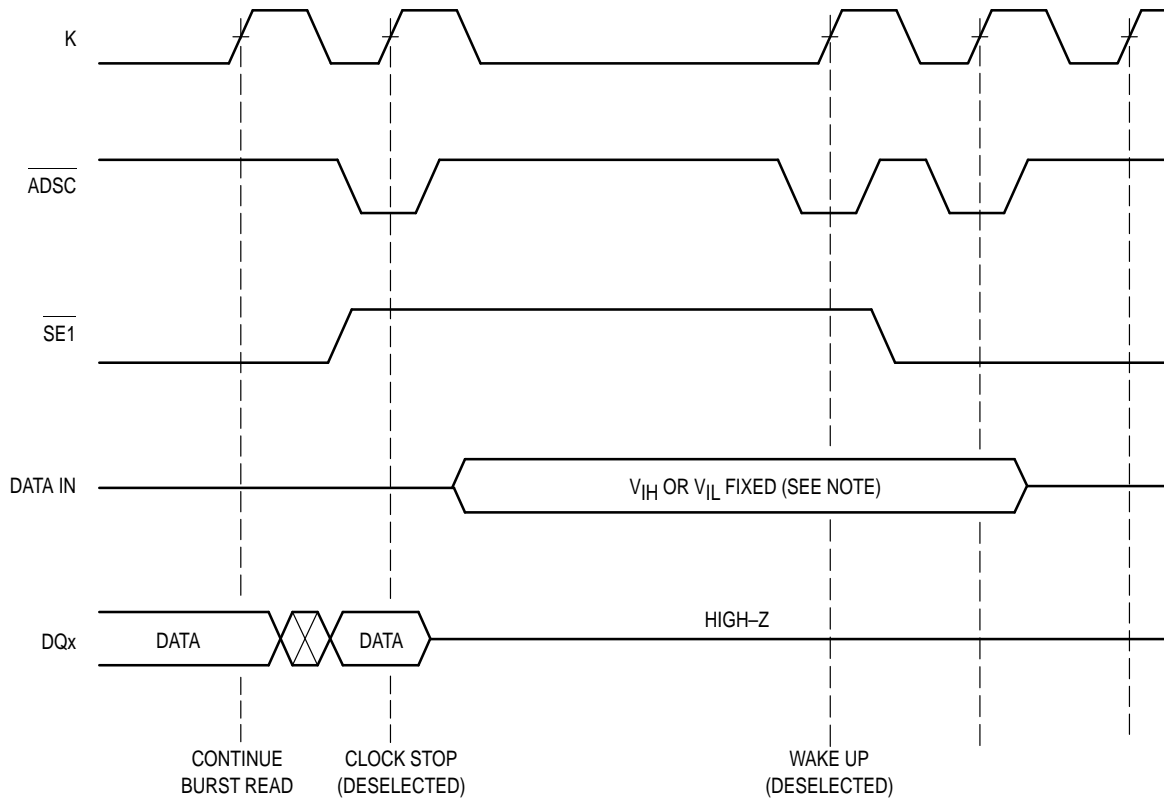 K
ADSC
SE1
DATA IN
VIH OR VIL FIXED (SEE NOTE)
DQx
DATA
DATA
HIGH–Z
CONTINUE
BURST READ
CLOCK STOP
(DESELECTED)
WAKE UP
(DESELECTED)